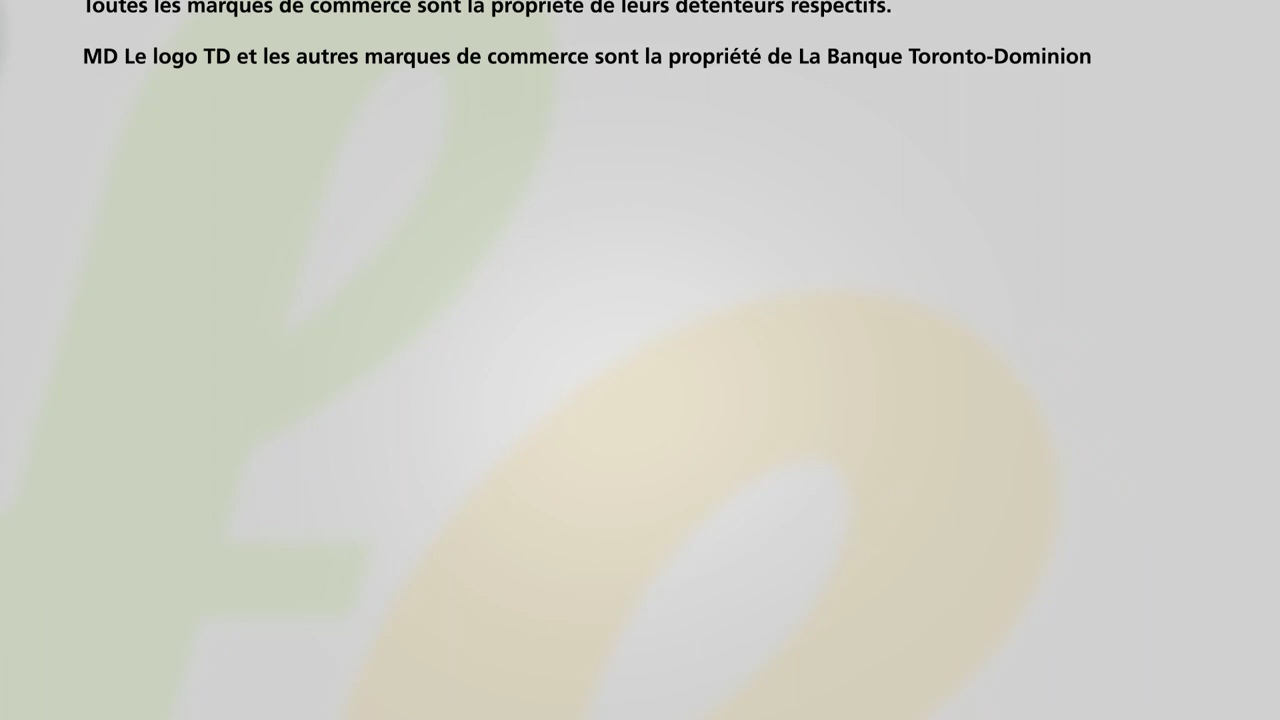 Toutes les marques de commerce sont la propriété de leurs détenteurs respectifs.
MD Le logo TD et les autres marques de commerce sont la propriété de La Banque Toronto-Dominion